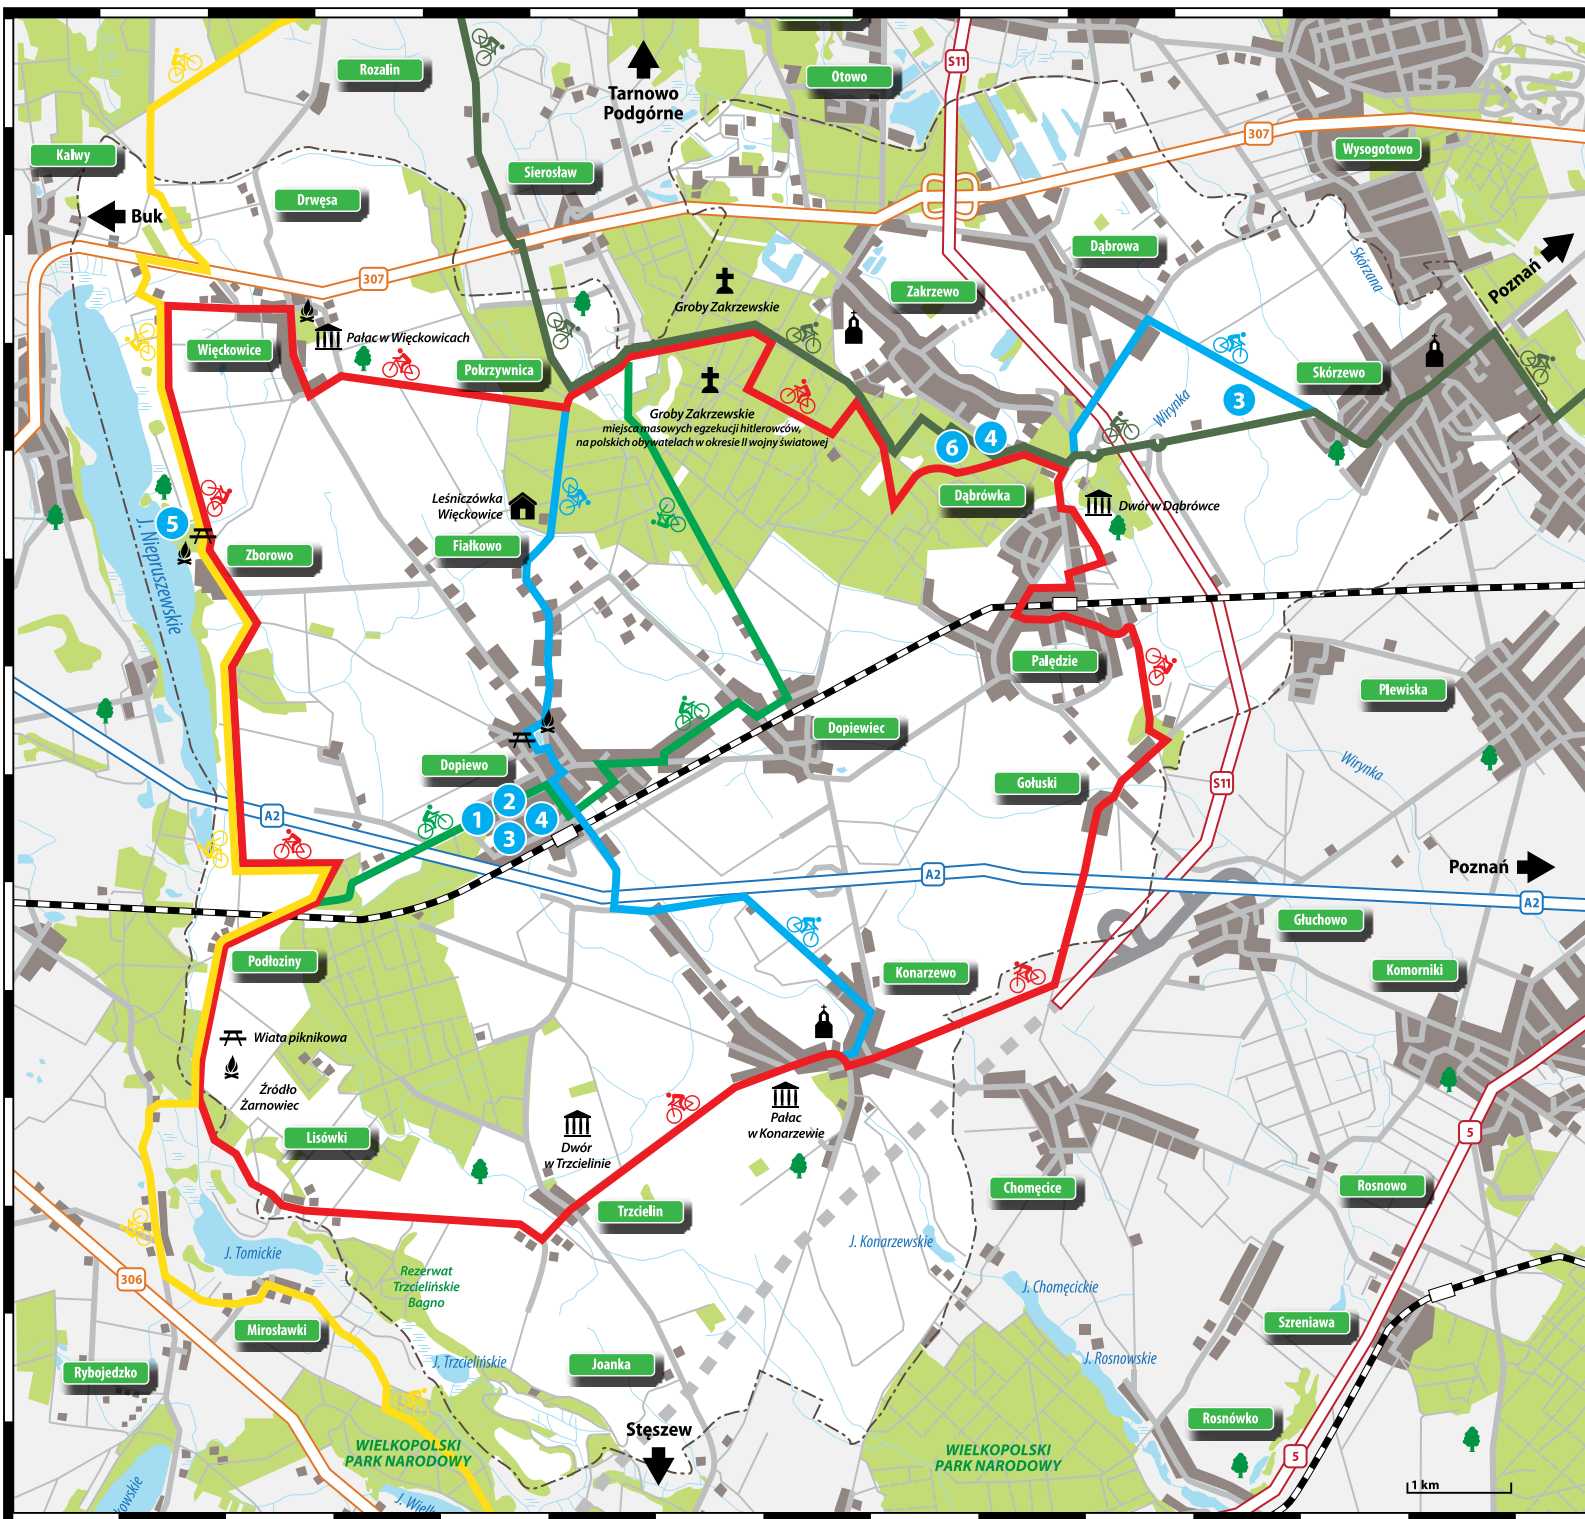 Rozalin
Otowo
S11
Tarnowo
Podgórne
307
Kalwy
Sierosław
Wysogotowo
Drwęsa
Buk
Dąbrowa
Skórzana
Poznań
307
Groby Zakrzewskie
Zakrzewo
Więckowice
Pałac w Więckowicach
Pokrzywnica
Skórzewo
3
Wirynka
Groby Zakrzewskie
miejsca masowych egzekucji hitlerowców,
na polskich obywatelach w okresie II wojny światowej
6
4
Leśniczówka
Więckowice
Dąbrówka
Dwór w Dąbrówce
5
J. Niepruszewskie
Zborowo
Fiałkowo
Palędzie
Plewiska
Dopiewiec
Dopiewo
Gołuski
S11
Wirynka
A2
1
2
3
4
A2
Poznań
A2
Głuchowo
Podłoziny
Konarzewo
Komorniki
Wiata piknikowa
Źródło
Żarnowiec
Lisówki
Dwór
w Trzcielinie
Pałac
w Konarzewie
5
Chomęcice
Rosnowo
Trzcielin
J. Tomickie
J. Konarzewskie
306
Rezerwat
Trzcielińskie
Bagno
J. Chomęcickie
Mirosławki
Szreniawa
Rybojedzko
J. Trzcielińskie
Joanka
J. Rosnowskie
Stęszew
Rosnówko
WIELKOPOLSKI
PARK NARODOWY
WIELKOPOLSKI
PARK NARODOWY
5
1 km